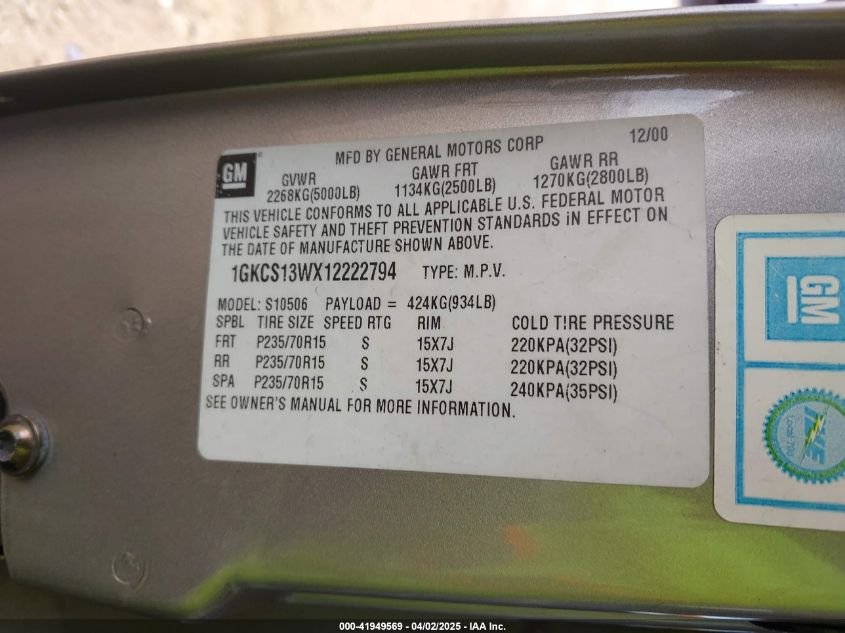 GM
MFD BY GENERAL MOTORS CORP 12/00
GVWR GAWR FRT GAWR RR
2268KG(5000LB) 1134KG(2500LB) 1270KG(2800LB)
THIS VEHICLE CONFORMS TO ALL APPLICABLE U.S. FEDERAL MOTOR
VEHICLE SAFETY AND THEFT PREVENTION STANDARDS IN EFFECT ON
THE DATE OF MANUFACTURE SHOWN ABOVE.
1GKCS13WX12222794 TYPE: M.P.V.
MODEL: S10506 PAYLOAD = 424KG(934LB)
SPBL TIRE SIZE SPEED RTG RIM COLD TIRE PRESSURE
FRT P235/70R15 S 15X7J 220KPA(32PSI)
RR P235/70R15 S 15X7J 220KPA(32PSI)
SPA P235/70R15 S 15X7J 240KPA(35PSI)
SEE OWNER'S MANUAL FOR MORE INFORMATION.
GM
000-41949569 - 04/02/2025 - IAA Inc.